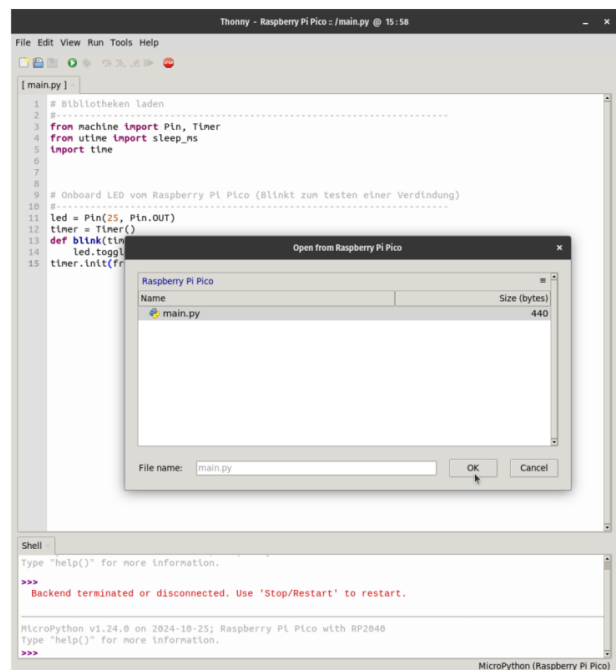 Thonny - Raspberry Pi Pico :: /main.py @ 15 : 58
File Edit View Run Tools Help
[ main.py ]
1 # Bibliotheken laden
2 #-----------------------------------------------------------------
3 from machine import Pin, Timer
4 from utime import sleep_ms
5 import time
6
7
8
9 # Onboard LED vom Raspberry Pi Pico (Blinkt zum testen einer Verdindung)
10 #-----------------------------------------------------------------
11 led = Pin(25, Pin.OUT)
12 timer = Timer()
13 def blink(tim
14 led.toggl
15 timer.init(fr
Open from Raspberry Pi Pico
Raspberry Pi Pico
Name Size (bytes)
main.py 440
File name: main.py OK Cancel
Shell
Type "help()" for more information.
>>>
Backend terminated or disconnected. Use 'Stop/Restart' to restart.
MicroPython v1.24.0 on 2024-10-25; Raspberry Pi Pico with RP2040
Type "help()" for more information.
>>>
MicroPython (Raspberry Pi Pico)